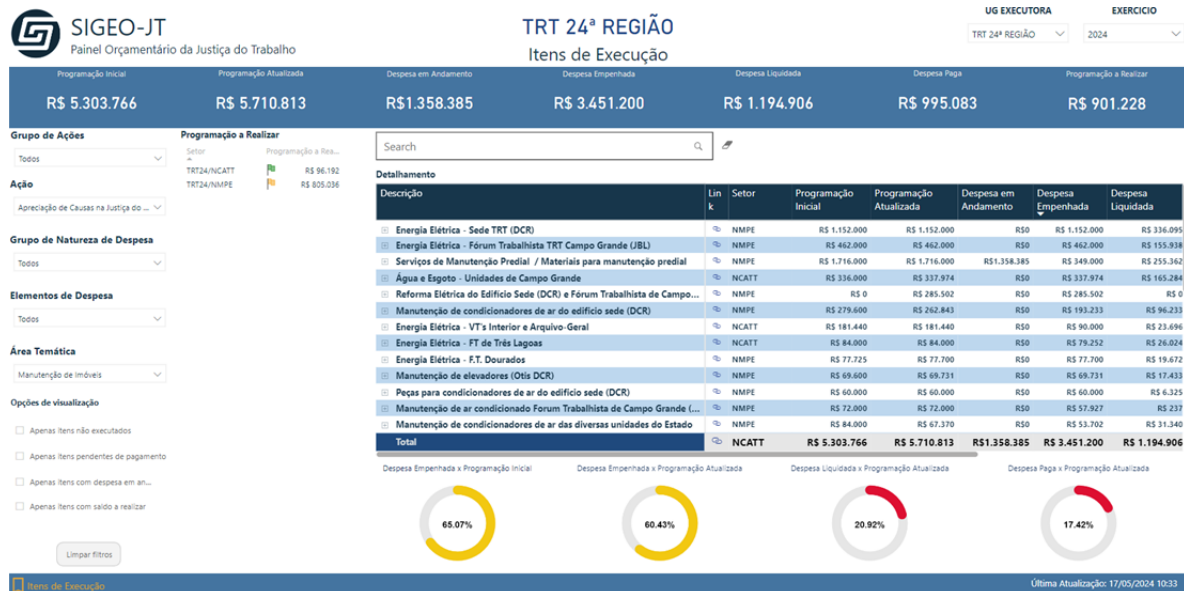 SIGEO-JT
Painel Orçamentário da Justiça do Trabalho
TRT 24ª REGIÃO
Itens de Execução
UG EXECUTORA
EXERCICIO
TRT 24ª REGIÃO
2024
Programação Inicial
Programação Atualizada
Despesa em Andamento
Despesa Empenhada
Despesa Liquidada
Despesa Paga
Programação a Realizar
R$ 5.303.766
R$ 5.710.813
R$1.358.385
R$ 3.451.200
R$ 1.194.906
R$ 995.083
R$ 901.228
Grupo de Ações
Todos
Ação
Apreciação de Causas na Justiça do ...
Grupo de Natureza de Despesa
Todos
Elementos de Despesa
Todos
Área Temática
Manutenção de Imóveis
Opções de visualização
Apenas Itens não executados
Apenas itens pendentes de pagamento
Apenas itens com despesa em an...
Apenas itens com saldo a realizar
Limpar filtros
Programação a Realizar
Setor Programação a Rea...
TRT24/NCATT R$ 96.192
TRT24/NMPE R$ 805.036
Search
Detalhamento
Descrição Link Setor Programação Inicial Programação Atualizada Despesa em Andamento Despesa Empenhada Despesa Liquidada
Energia Elétrica - Sede TRT (DCR) NMPE R$ 1.152.000 R$ 1.152.000 R$0 R$ 1.152.000 R$ 336.095
Energia Elétrica - Fórum Trabalhista TRT Campo Grande (JBL) NMPE R$ 462.000 R$ 462.000 R$0 R$ 462.000 R$ 155.938
Serviços de Manutenção Predial / Materiais para manutenção predial NMPE R$ 1.716.000 R$ 1.716.000 R$1.358.385 R$ 349.000 R$ 255.362
Água e Esgoto - Unidades de Campo Grande NCATT R$ 336.000 R$ 337.974 R$0 R$ 337.974 R$ 165.284
Reforma Elétrica do Edifício Sede (DCR) e Fórum Trabalhista de Campo... NMPE R$ 0 R$ 285.502 R$0 R$ 285.502 R$ 0
Manutenção de condicionadores de ar do edifício sede (DCR) NMPE R$ 279.600 R$ 262.843 R$0 R$ 193.233 R$ 96.233
Energia Elétrica - VT's Interior e Arquivo-Geral NCATT R$ 181.440 R$ 181.440 R$0 R$ 90.000 R$ 23.696
Energia Elétrica - FT de Três Lagoas NCATT R$ 84.000 R$ 84.000 R$0 R$ 79.252 R$ 26.024
Energia Elétrica - F.T. Dourados NMPE R$ 77.725 R$ 77.700 R$0 R$ 77.700 R$ 19.672
Manutenção de elevadores (Otis DCR) NMPE R$ 69.600 R$ 69.731 R$0 R$ 69.731 R$ 17.433
Peças para condicionadores de ar do edifício sede (DCR) NMPE R$ 60.000 R$ 60.000 R$0 R$ 60.000 R$ 6.325
Manutenção de ar condicionado Forum Trabalhista de Campo Grande (... NMPE R$ 72.000 R$ 72.000 R$0 R$ 57.927 R$ 237
Manutenção de condicionadores de ar das diversas unidades do Estado NMPE R$ 84.000 R$ 67.370 R$0 R$ 53.702 R$ 31.340
Total NCATT R$ 5.303.766 R$ 5.710.813 R$1.358.385 R$ 3.451.200 R$ 1.194.906
Despesa Empenhada x Programação Inicial
Despesa Empenhada x Programação Atualizada
Despesa Liquidada x Programação Atualizada
Despesa Paga x Programação Atualizada
65.07%
60.43%
20.92%
17.42%
Itens de Execução
Última Atualização: 17/05/2024 10:33